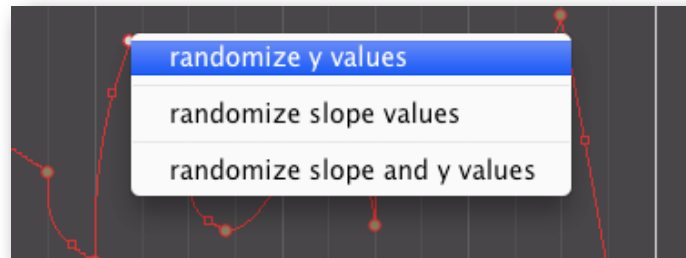 randomize y values
randomize slope values
randomize slope and y values